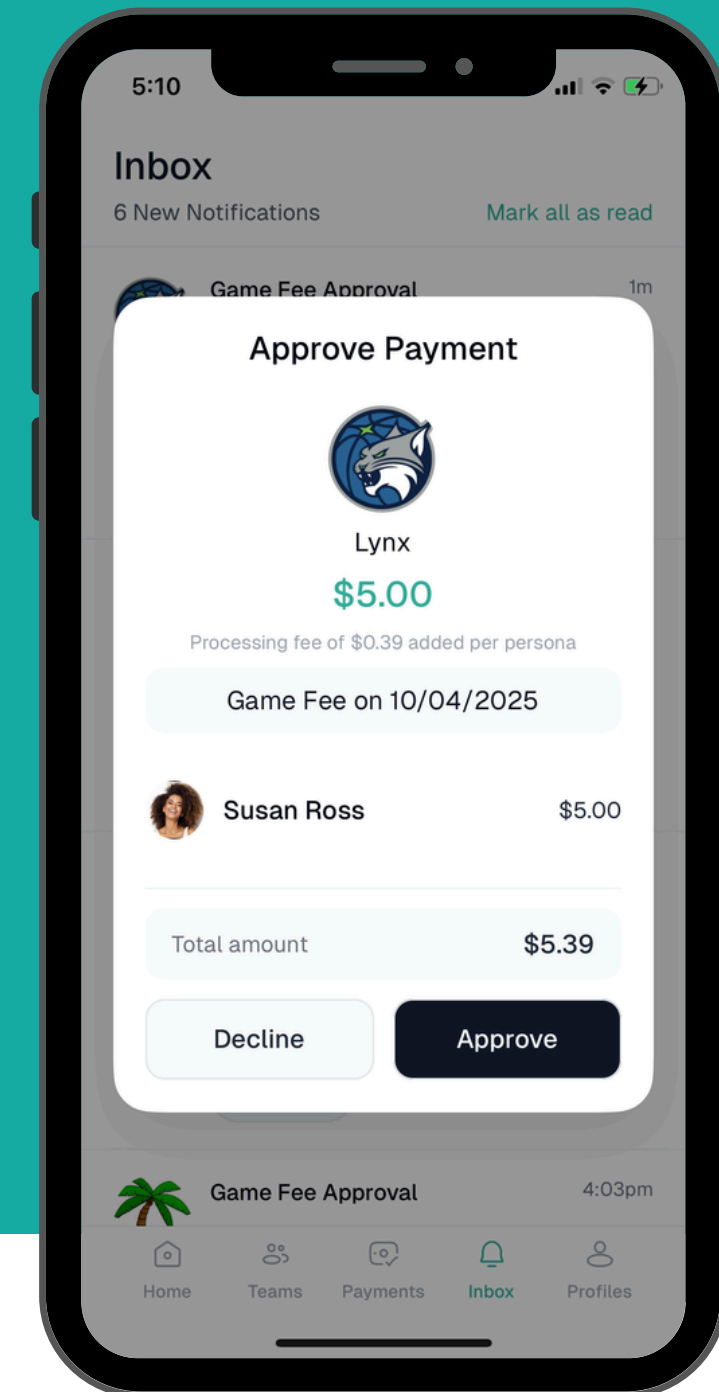 5:10
Inbox
6 New Notifications
Mark all as read
Game Fee Approval
1m
Approve Payment
Lynx
$5.00
Processing fee of $0.39 added per persona
Game Fee on 10/04/2025
Susan Ross
$5.00
Total amount
$5.39
Decline
Approve
Game Fee Approval
4:03pm
Home
Teams
Payments
Inbox
Profiles